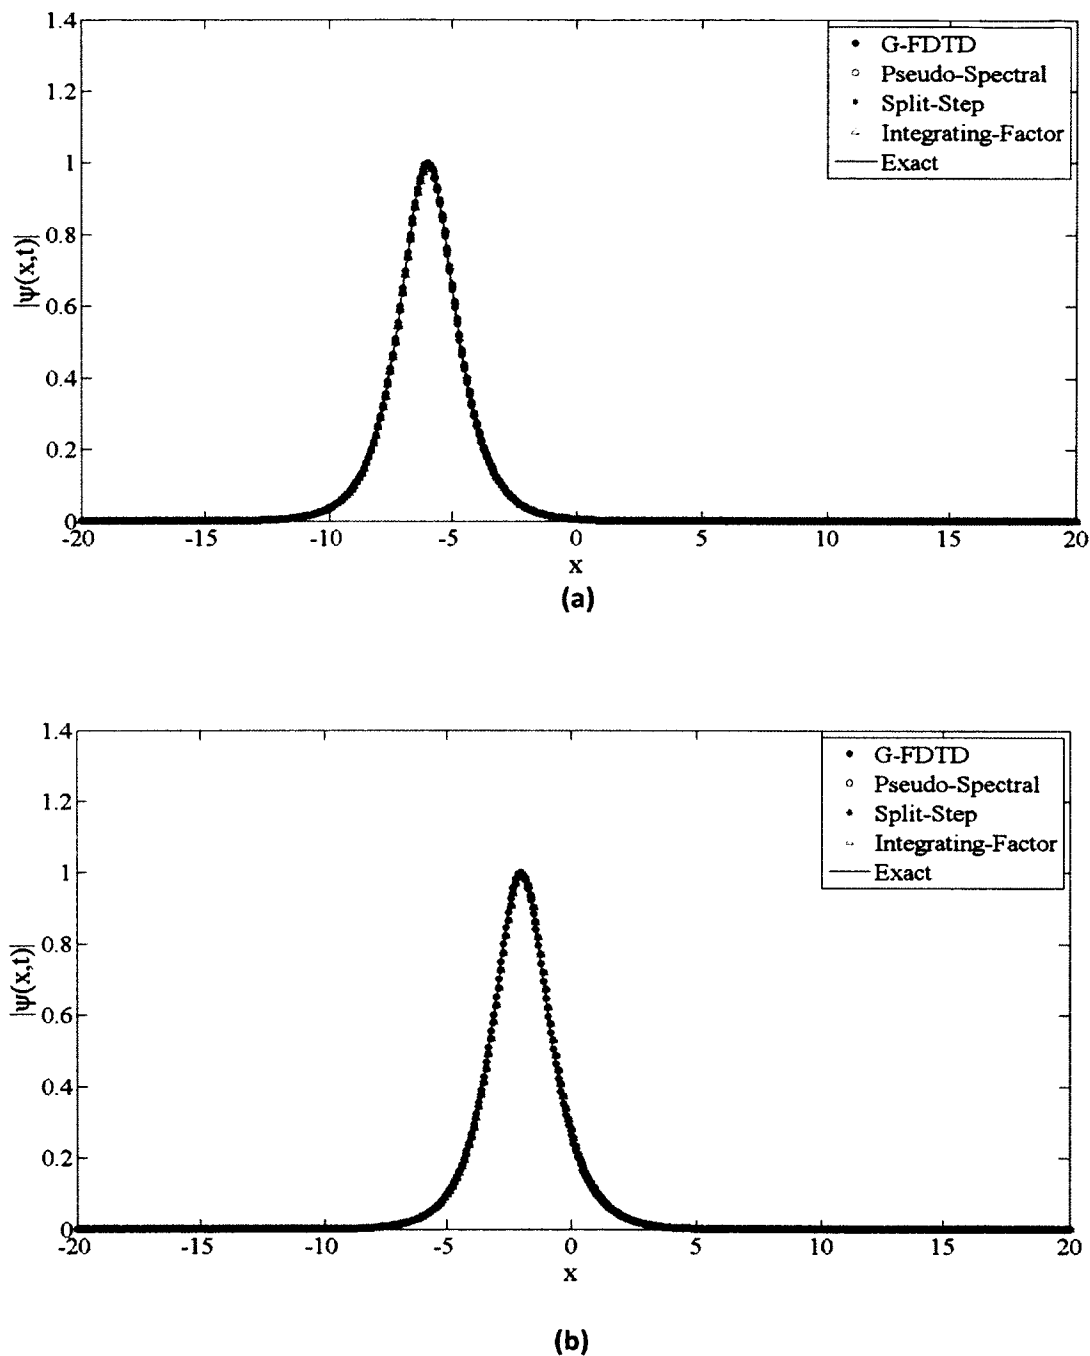 1.4
1.2
1
0.8
0.6
0.4
0.2
0
|ψ(x,t)|
G-FDTD
Pseudo-Spectral
Split-Step
Integrating-Factor
Exact
-20 -15 -10 -5 0 5 10 15 20
x
(a)
1.4
1.2
1
0.8
0.6
0.4
0.2
0
|ψ(x,t)|
G-FDTD
Pseudo-Spectral
Split-Step
Integrating-Factor
Exact
-20 -15 -10 -5 0 5 10 15 20
x
(b)